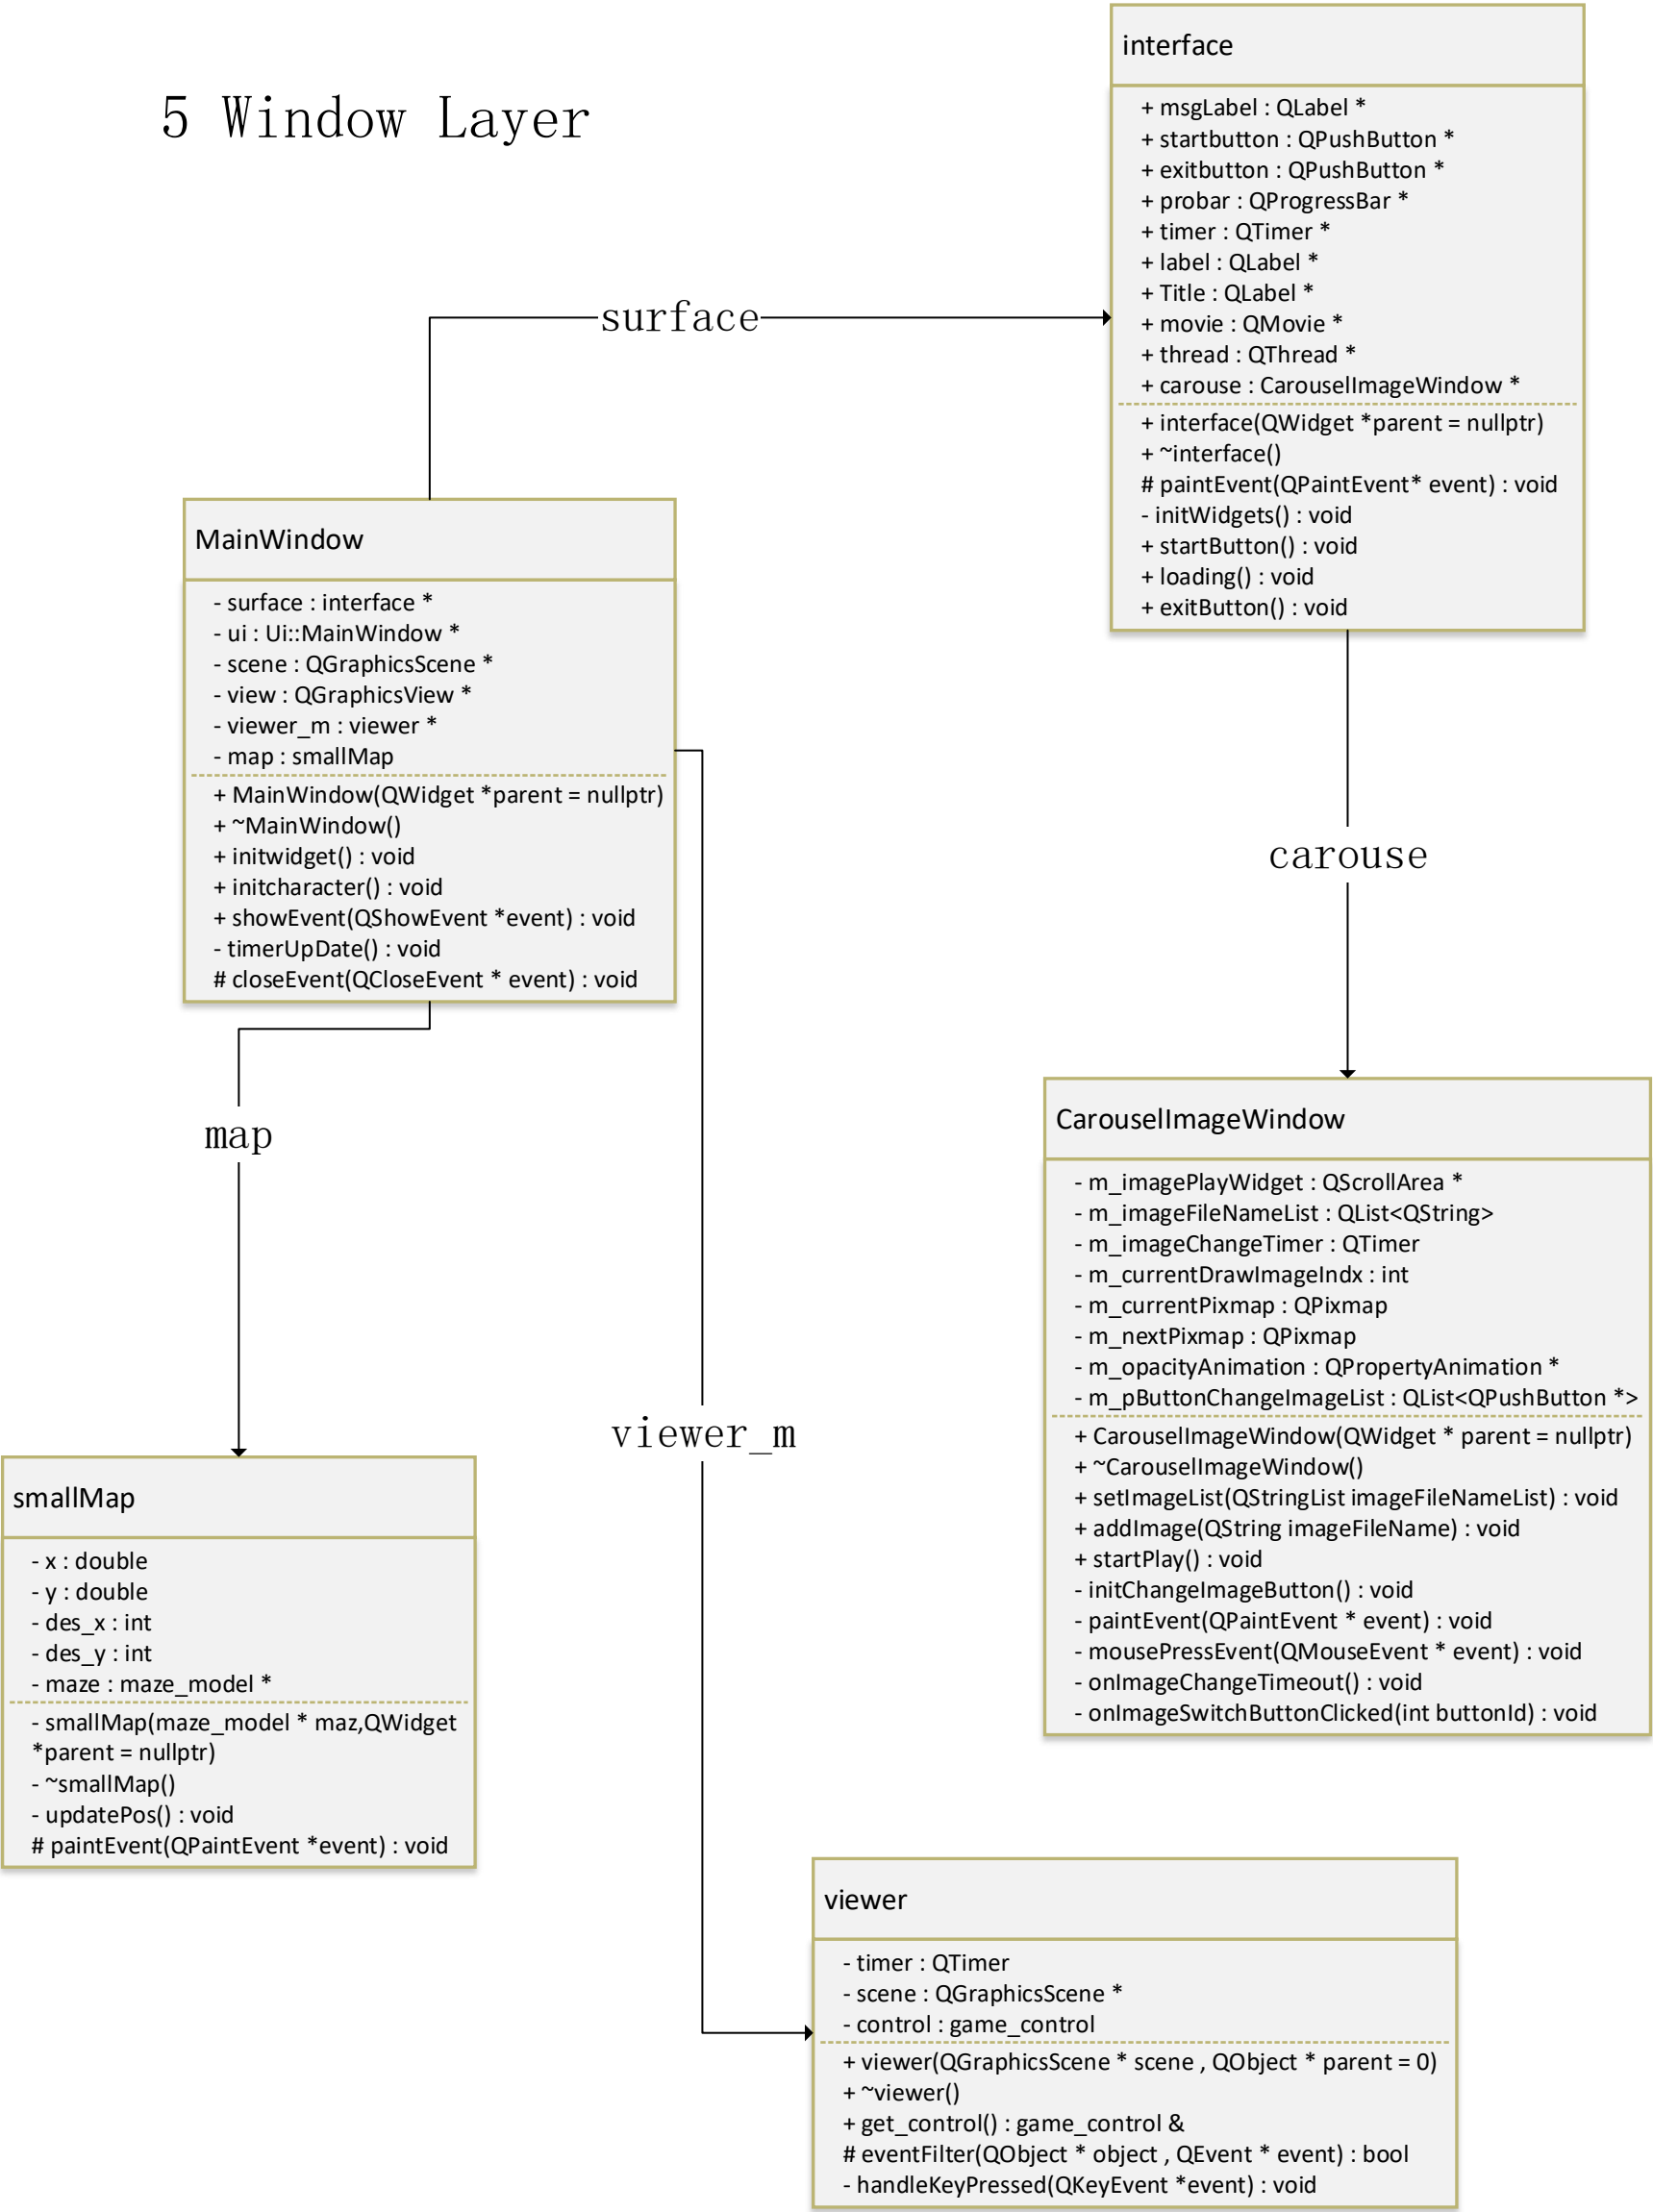 5 Window Layer
interface
+ msgLabel : QLabel *
+ startbutton : QPushButton *
+ exitbutton : QPushButton *
+ probar : QProgressBar *
+ timer : QTimer *
+ label : QLabel *
+ Title : QLabel *
+ movie : QMovie *
+ thread : QThread *
+ carouse : CarouselImageWindow *
+ interface(QWidget *parent = nullptr)
+ ~interface()
# paintEvent(QPaintEvent* event) : void
- initWidgets() : void
+ startButton() : void
+ loading() : void
+ exitButton() : void
surface
MainWindow
- surface : interface *
- ui : Ui::MainWindow *
- scene : QGraphicsScene *
- view : QGraphicsView *
- viewer_m : viewer *
- map : smallMap
+ MainWindow(QWidget *parent = nullptr)
+ ~MainWindow()
+ initwidget() : void
+ initcharacter() : void
+ showEvent(QShowEvent *event) : void
- timerUpDate() : void
# closeEvent(QCloseEvent * event) : void
carouse
map
CarouselImageWindow
- m_imagePlayWidget : QScrollArea *
- m_imageFileNameList : QList<QString>
- m_imageChangeTimer : QTimer
- m_currentDrawImageIndx : int
- m_currentPixmap : QPixmap
- m_nextPixmap : QPixmap
- m_opacityAnimation : QPropertyAnimation *
- m_pButtonChangeImageList : QList<QPushButton *>
+ CarouselImageWindow(QWidget * parent = nullptr)
+ ~CarouselImageWindow()
+ setImageList(QStringList imageFileNameList) : void
+ addImage(QString imageFileName) : void
+ startPlay() : void
- initChangeImageButton() : void
- paintEvent(QPaintEvent * event) : void
- mousePressEvent(QMouseEvent * event) : void
- onImageChangeTimeout() : void
- onImageSwitchButtonClicked(int buttonId) : void
viewer_m
smallMap
- x : double
- y : double
- des_x : int
- des_y : int
- maze : maze_model *
- smallMap(maze_model * maz,QWidget
*parent = nullptr)
- ~smallMap()
- updatePos() : void
# paintEvent(QPaintEvent *event) : void
viewer
- timer : QTimer
- scene : QGraphicsScene *
- control : game_control
+ viewer(QGraphicsScene * scene , QObject * parent = 0)
+ ~viewer()
+ get_control() : game_control &
# eventFilter(QObject * object , QEvent * event) : bool
- handleKeyPressed(QKeyEvent *event) : void